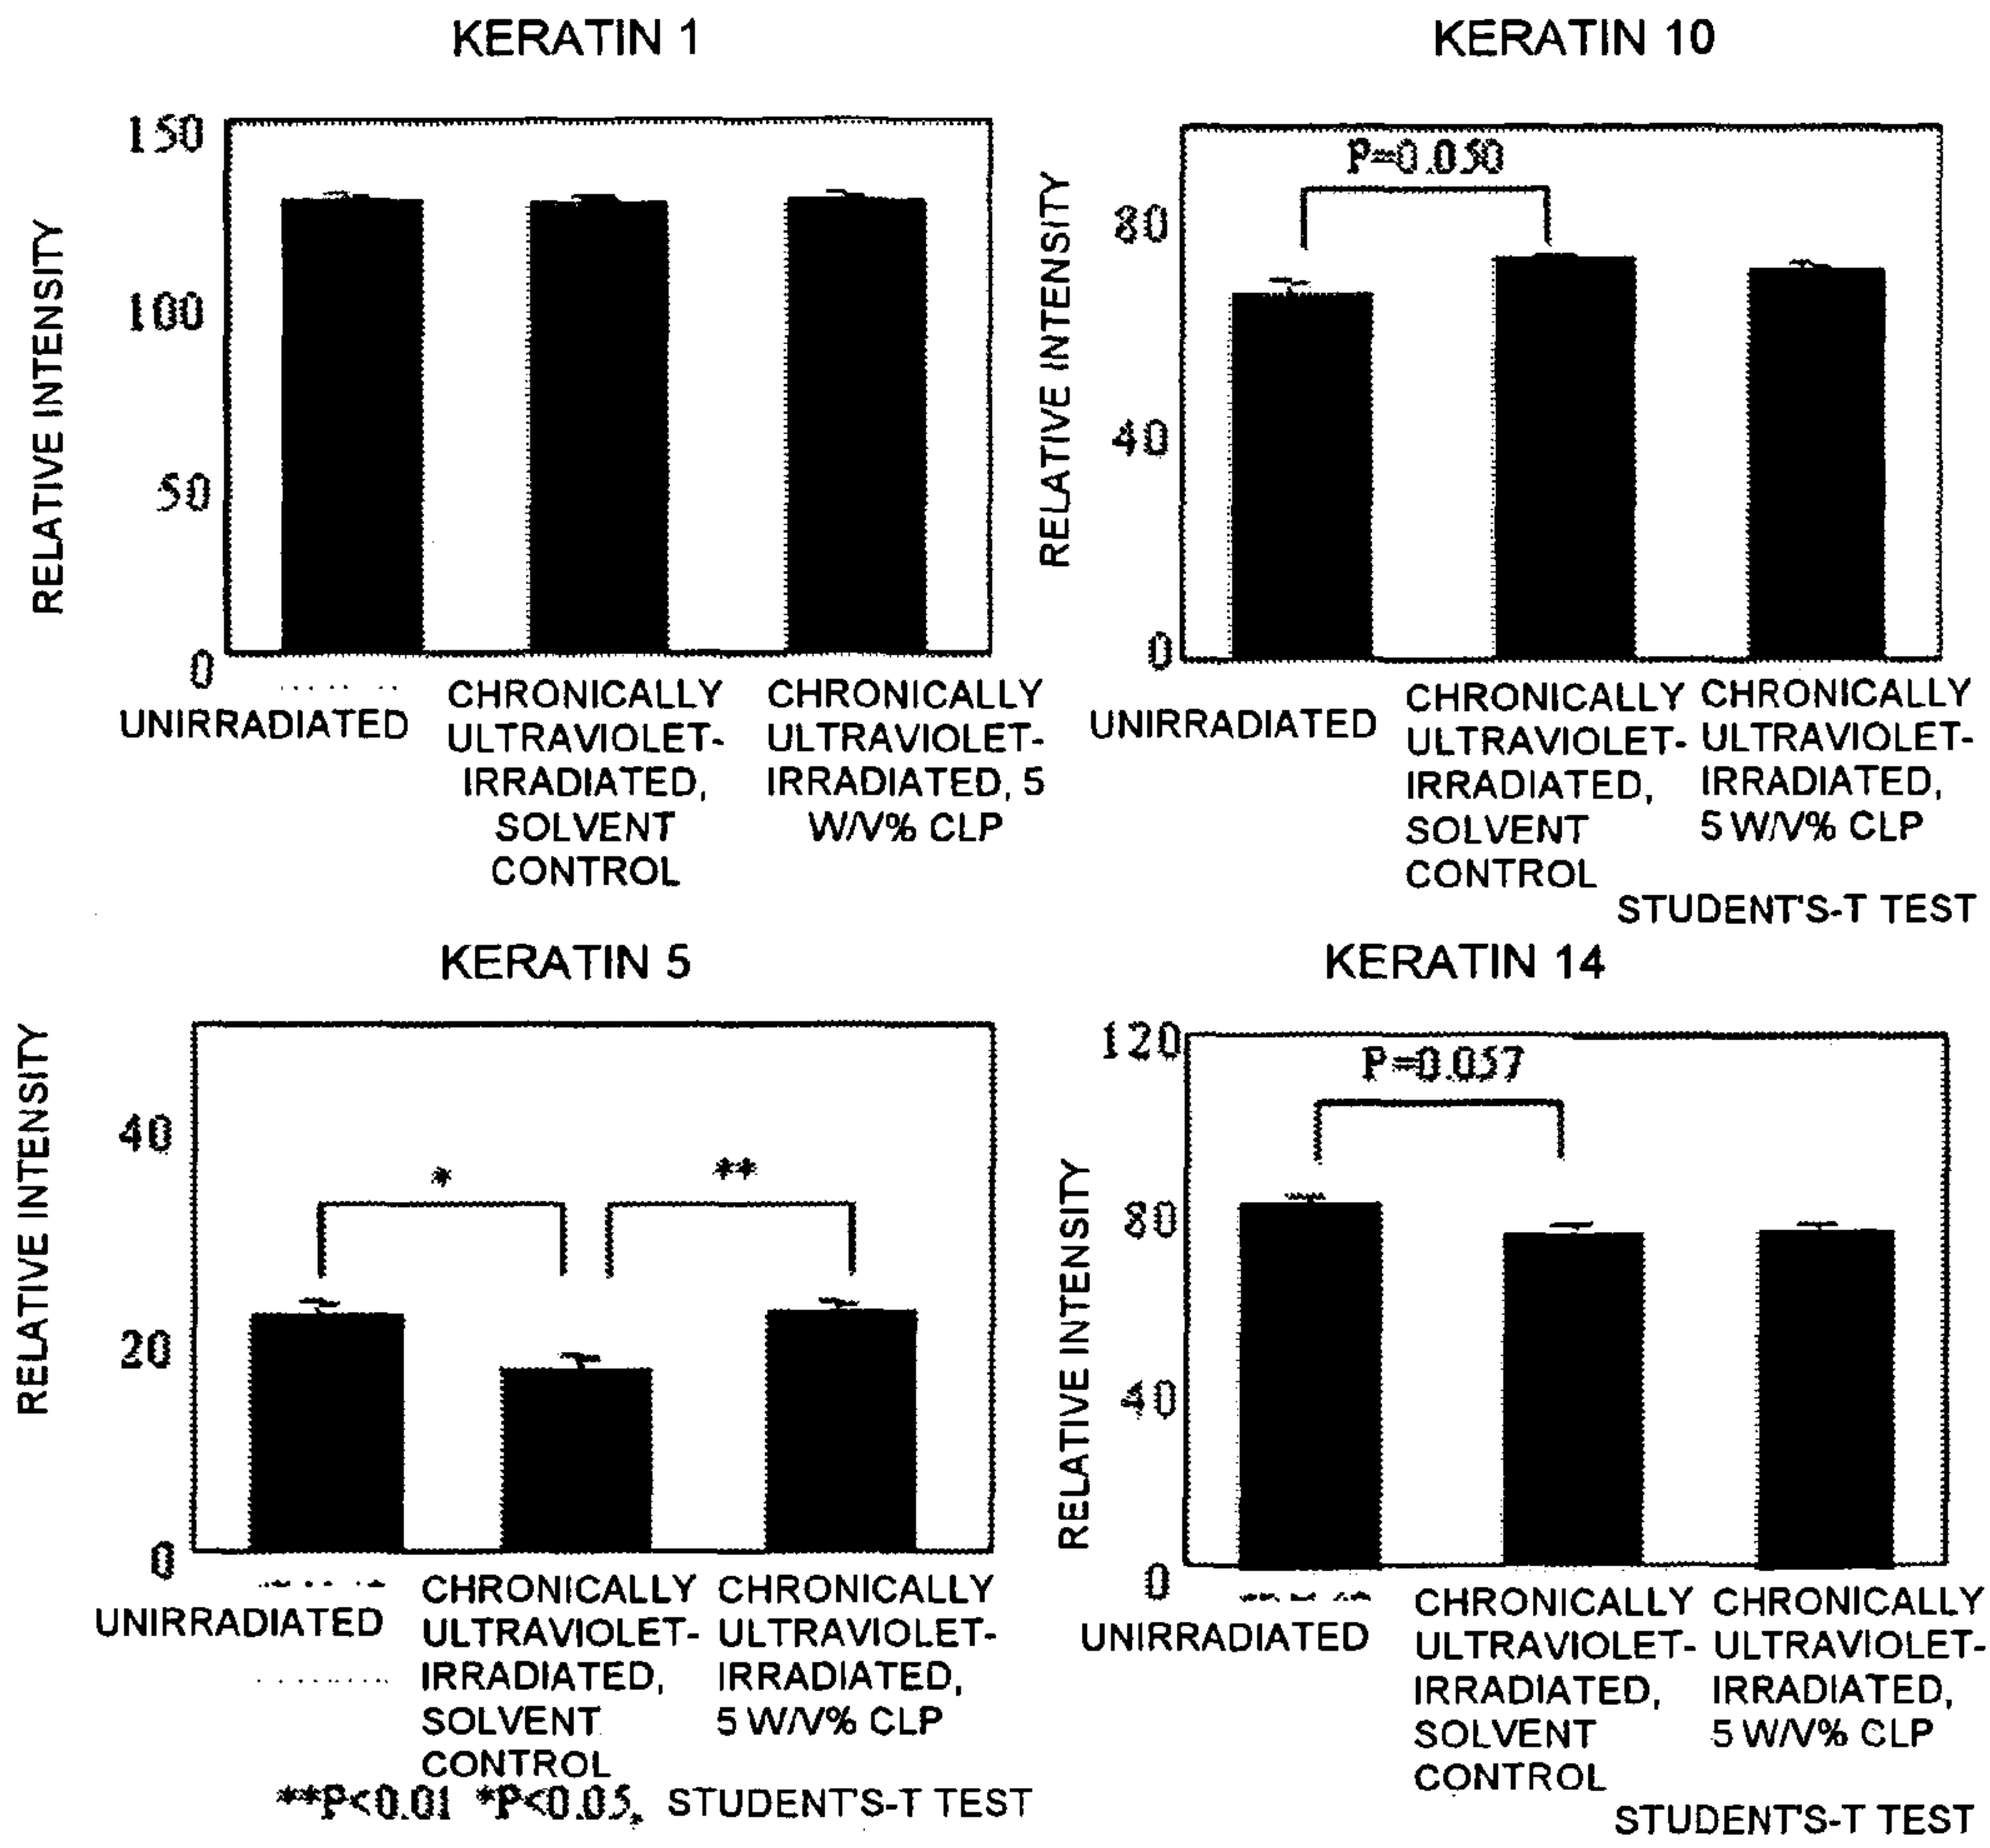 KERATIN 1
RELATIVE INTENSITY
150
100
50
0
UNIRRADIATED
CHRONICALLY
ULTRAVIOLET-
IRRADIATED,
SOLVENT
CONTROL
CHRONICALLY
ULTRAVIOLET-
IRRADIATED, 5
W/V% CLP
KERATIN 10
RELATIVE INTENSITY
P=0.050
80
40
0
UNIRRADIATED
CHRONICALLY
ULTRAVIOLET-
IRRADIATED,
SOLVENT
CONTROL
CHRONICALLY
ULTRAVIOLET-
IRRADIATED,
5 W/V% CLP
STUDENT'S-T TEST
KERATIN 5
RELATIVE INTENSITY
40
20
0
*
**
UNIRRADIATED
CHRONICALLY
ULTRAVIOLET-
IRRADIATED,
SOLVENT
CONTROL
CHRONICALLY
ULTRAVIOLET-
IRRADIATED,
5 W/V% CLP
**P<0.01 *P<0.05, STUDENT'S-T TEST
KERATIN 14
RELATIVE INTENSITY
120
P=0.057
80
40
0
UNIRRADIATED
CHRONICALLY
ULTRAVIOLET-
IRRADIATED,
SOLVENT
CONTROL
CHRONICALLY
ULTRAVIOLET-
IRRADIATED,
5 W/V% CLP
STUDENT'S-T TEST